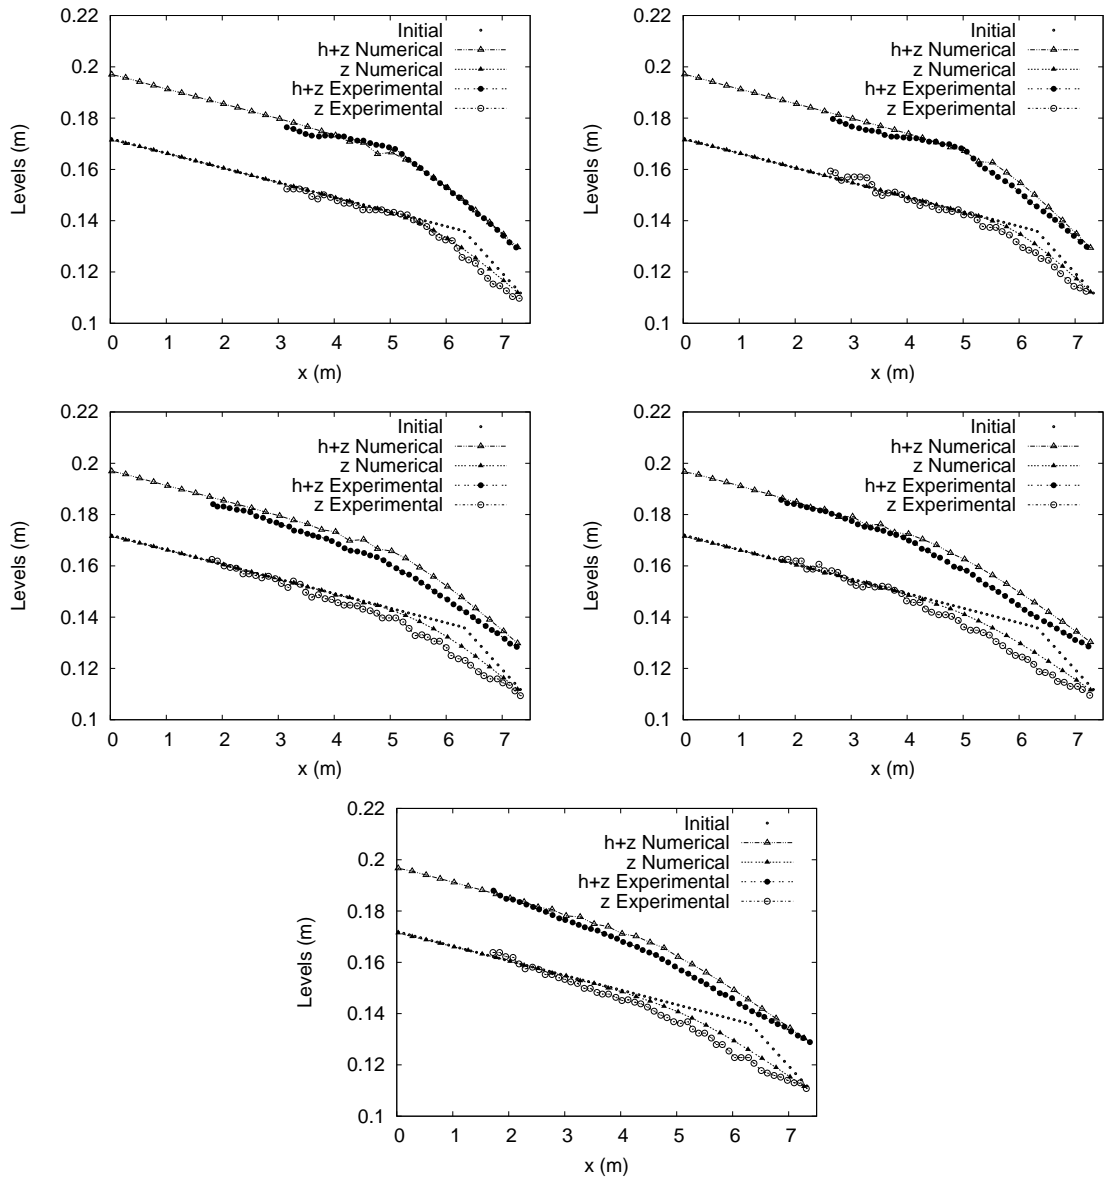 0.22
0.2
0.18
0.16
0.14
0.12
0.1
Levels (m)
0 1 2 3 4 5 6 7
x (m)
Initial
h+z Numerical
z Numerical
h+z Experimental
z Experimental
0.22
0.2
0.18
0.16
0.14
0.12
0.1
Levels (m)
0 1 2 3 4 5 6 7
x (m)
Initial
h+z Numerical
z Numerical
h+z Experimental
z Experimental
0.22
0.2
0.18
0.16
0.14
0.12
0.1
Levels (m)
0 1 2 3 4 5 6 7
x (m)
Initial
h+z Numerical
z Numerical
h+z Experimental
z Experimental
0.22
0.2
0.18
0.16
0.14
0.12
0.1
Levels (m)
0 1 2 3 4 5 6 7
x (m)
Initial
h+z Numerical
z Numerical
h+z Experimental
z Experimental
0.22
0.2
0.18
0.16
0.14
0.12
0.1
Levels (m)
0 1 2 3 4 5 6 7
x (m)
Initial
h+z Numerical
z Numerical
h+z Experimental
z Experimental